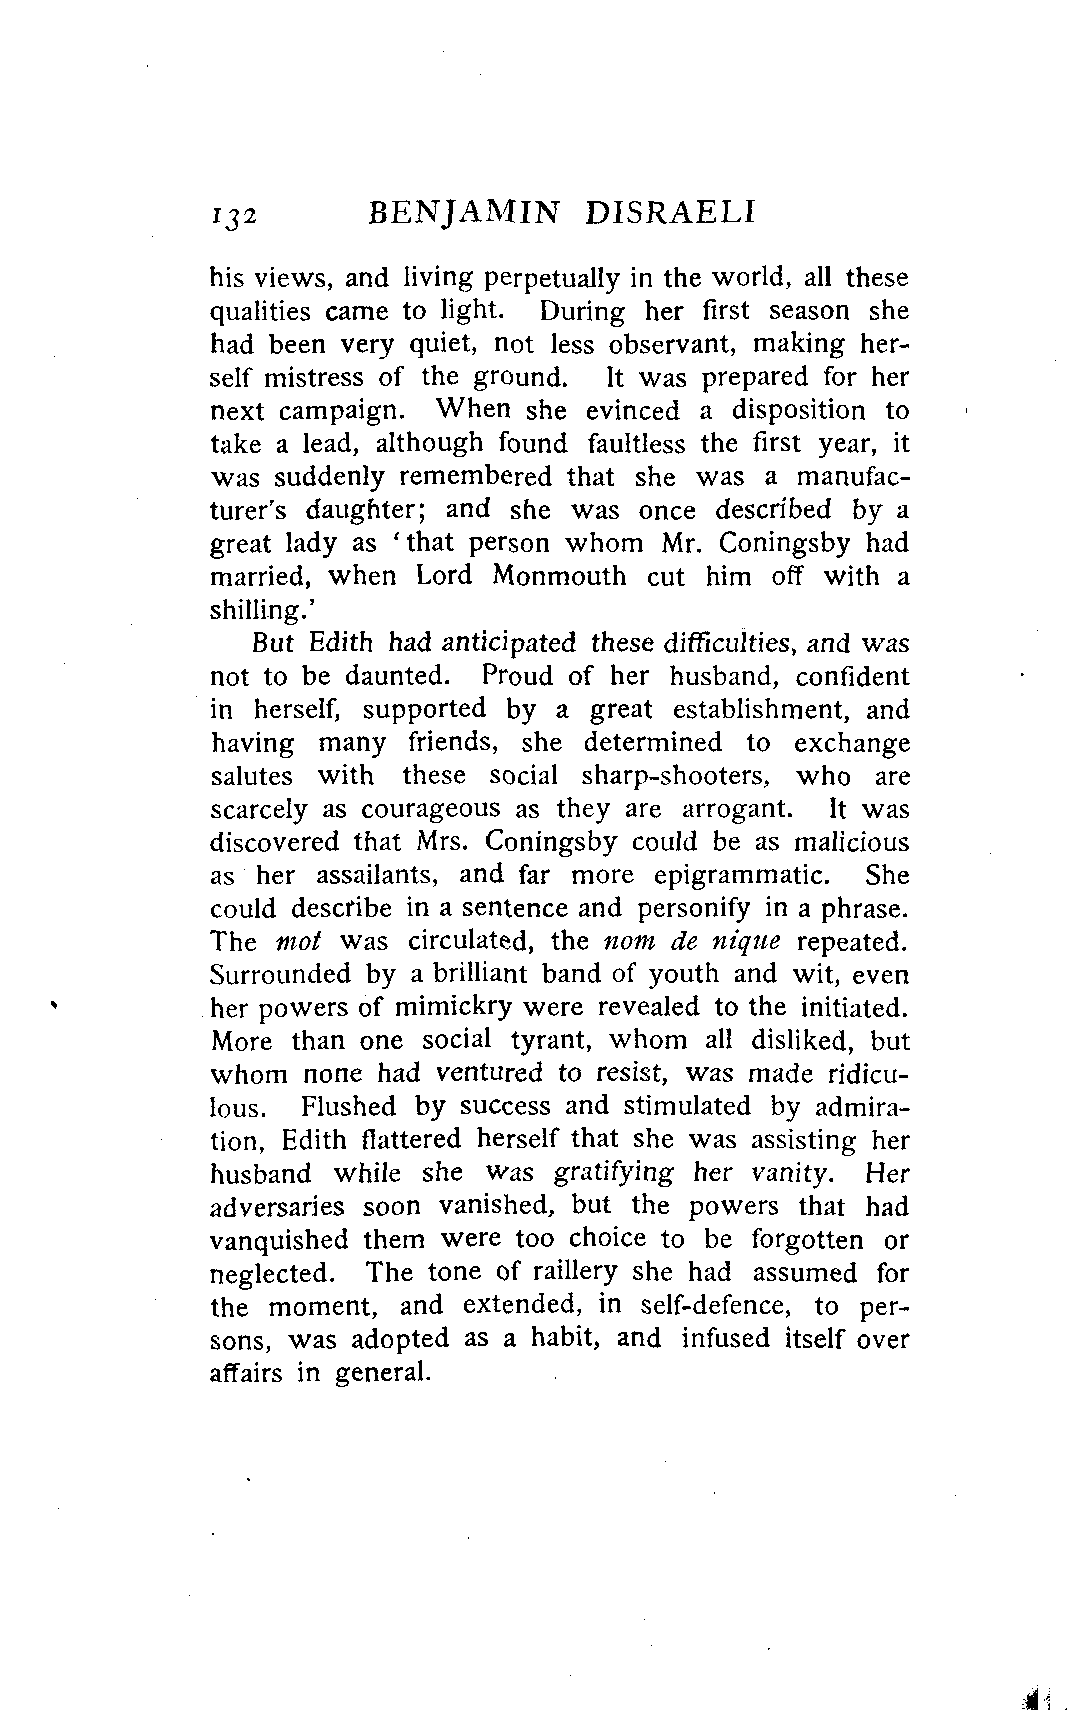 132 BENJAMIN DISRAELI
his views, and living perpetually in the world, all these
qualities came to light. During her first season she
had been very quiet, not less observant, making her-
self mistress of the ground. It was prepared for her
next campaign. When she evinced a disposition to
take a lead, although found faultless the first year, it
was suddenly remembered that she was a manufac-
turer's daughter; and she was once described by a
great lady as ‘that person whom Mr. Coningsby had
married, when Lord Monmouth cut him off with a
shilling.’
But Edith had anticipated these difficulties, and was
not to be daunted. Proud of her husband, confident
in herself, supported by a great establishment, and
having many friends, she determined to exchange
salutes with these social sharp-shooters, who are
scarcely as courageous as they are arrogant. It was
discovered that Mrs. Coningsby could be as malicious
as her assailants, and far more epigrammatic. She
could describe in a sentence and personify in a phrase.
The mot was circulated, the nom de nique repeated.
Surrounded by a brilliant band of youth and wit, even
her powers of mimickry were revealed to the initiated.
More than one social tyrant, whom all disliked, but
whom none had ventured to resist, was made ridicu-
lous. Flushed by success and stimulated by admira-
tion, Edith flattered herself that she was assisting her
husband while she was gratifying her vanity. Her
adversaries soon vanished, but the powers that had
vanquished them were too choice to be forgotten or
neglected. The tone of raillery she had assumed for
the moment, and extended, in self-defence, to per-
sons, was adopted as a habit, and infused itself over
affairs in general.